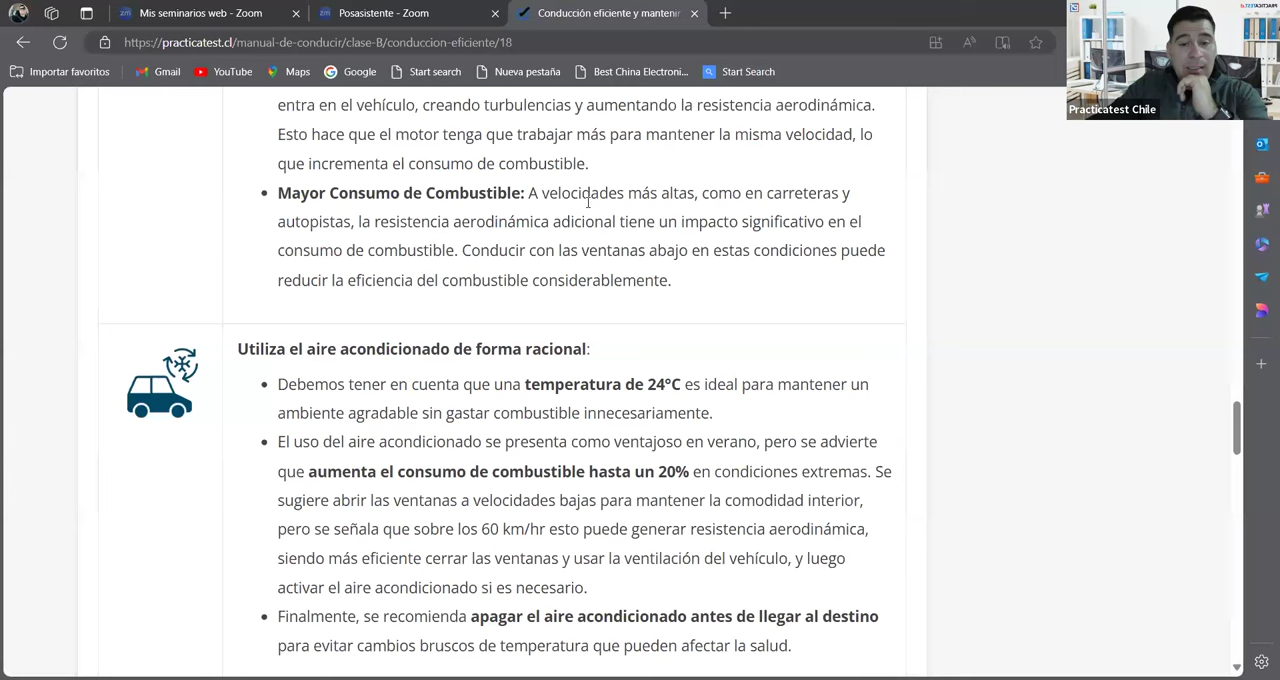 Mis seminarios web - Zoom
Posasistente - Zoom
Conducción eficiente y mantenir
https://practicatest.cl/manual-de-conducir/clase-B/conduccion-eficiente/18
Importar favoritos
Gmail
YouTube
Maps
Google
Start search
Nueva pestaña
Best China Electroni...
Start Search
Practicatest Chile
entra en el vehículo, creando turbulencias y aumentando la resistencia aerodinámica.
Esto hace que el motor tenga que trabajar más para mantener la misma velocidad, lo
que incrementa el consumo de combustible.
Mayor Consumo de Combustible: A velocidades más altas, como en carreteras y
autopistas, la resistencia aerodinámica adicional tiene un impacto significativo en el
consumo de combustible. Conducir con las ventanas abajo en estas condiciones puede
reducir la eficiencia del combustible considerablemente.
Utiliza el aire acondicionado de forma racional:
Debemos tener en cuenta que una temperatura de 24°C es ideal para mantener un
ambiente agradable sin gastar combustible innecesariamente.
El uso del aire acondicionado se presenta como ventajoso en verano, pero se advierte
que aumenta el consumo de combustible hasta un 20% en condiciones extremas. Se
sugiere abrir las ventanas a velocidades bajas para mantener la comodidad interior,
pero se señala que sobre los 60 km/hr esto puede generar resistencia aerodinámica,
siendo más eficiente cerrar las ventanas y usar la ventilación del vehículo, y luego
activar el aire acondicionado si es necesario.
Finalmente, se recomienda apagar el aire acondicionado antes de llegar al destino
para evitar cambios bruscos de temperatura que pueden afectar la salud.